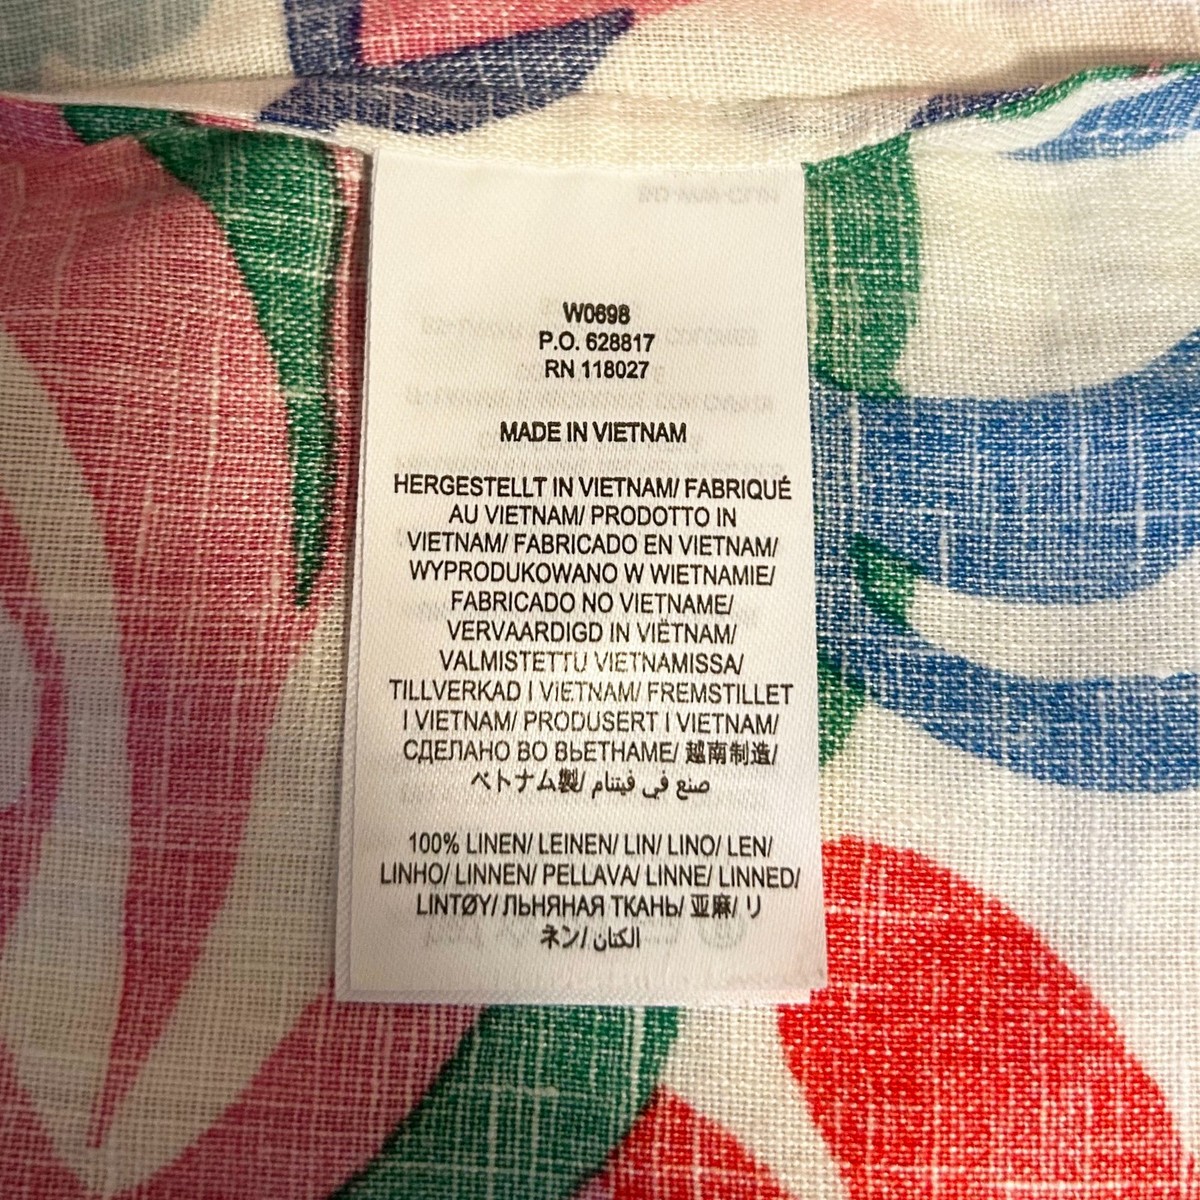 W0698
P.O. 628817
RN 118027
MADE IN VIETNAM
HERGESTELLT IN VIETNAM/ FABRIQUÉ
AU VIETNAM/ PRODOTTO IN
VIETNAM/ FABRICADO EN VIETNAM/
WYPRODUKOWANO W WIETNAMIE/
FABRICADO NO VIETNAME/
VERVAARDIGD IN VIËTNAM/
VALMISTETTU VIETNAMISSA/
TILLVERKAD I VIETNAM/ FREMSTILLET
I VIETNAM/ PRODUSERT I VIETNAM/
СДЕЛАНО ВО ВЬЕТНАМЕ/ 越南制造/
ベトナム製/ صنع في فيتنام
100% LINEN/ LEINEN/ LIN/ LINO/ LEN/
LINHO/ LINNEN/ PELLAVA/ LINNE/ LINNED/
LINTØY/ ЛЬНЯНАЯ ТКАНЬ/ 亚麻/ リ
ネン/ الكتان